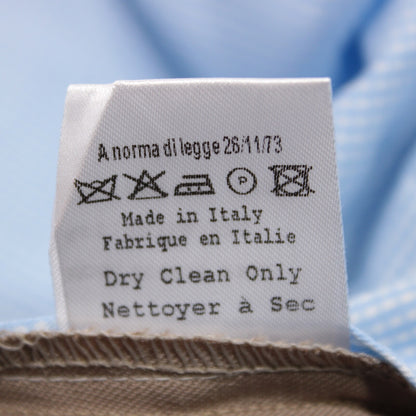 A norma di legge 26/11/73
P
Made in Italy
Fabrique en Italie
Dry Clean Only
Nettoyer à Sec